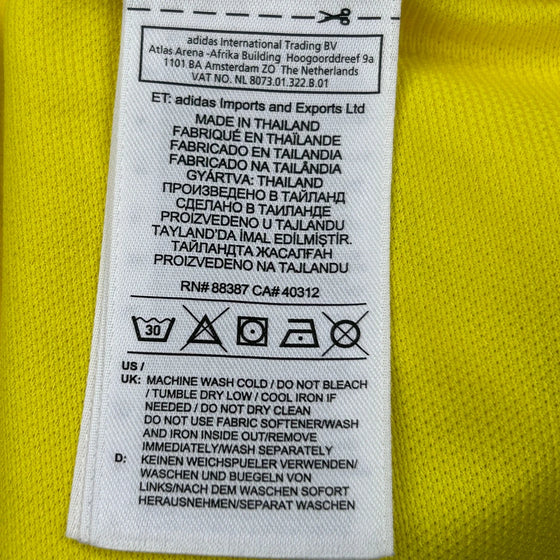 adidas International Trading BV
Atlas Arena -Afrika Building Hoogoorddreef 9a
1101 BA Amsterdam ZO The Netherlands
VAT NO. NL 8073.01.322.B.01
ET: adidas Imports and Exports Ltd
MADE IN THAILAND
FABRIQUÉ EN THAÏLANDE
FABRICADO EN TAILANDIA
FABRICADO NA TAILÂNDIA
GYÁRTVA: THAILAND
ПРОИЗВЕДЕНО В ТАЙЛАНД
СДЕЛАНО В ТАИЛАНДЕ
PROIZVEDENO U TAJLANDU
TAYLAND'DA İMAL EDİLMİŞTİR.
ТАЙЛАНДТА ЖАСАЛҒАН
PROIZVEDENO NA TAJLANDU
RN# 88387 CA# 40312
30
US /
UK: MACHINE WASH COLD / DO NOT BLEACH
/ TUMBLE DRY LOW / COOL IRON IF
NEEDED / DO NOT DRY CLEAN
DO NOT USE FABRIC SOFTENER/WASH
AND IRON INSIDE OUT/REMOVE
IMMEDIATELY/WASH SEPARATELY
D: KEINEN WEICHSPUELER VERWENDEN/
WASCHEN UND BUEGELN VON
LINKS/NACH DEM WASCHEN SOFORT
HERAUSNEHMEN/SEPARAT WASCHEN